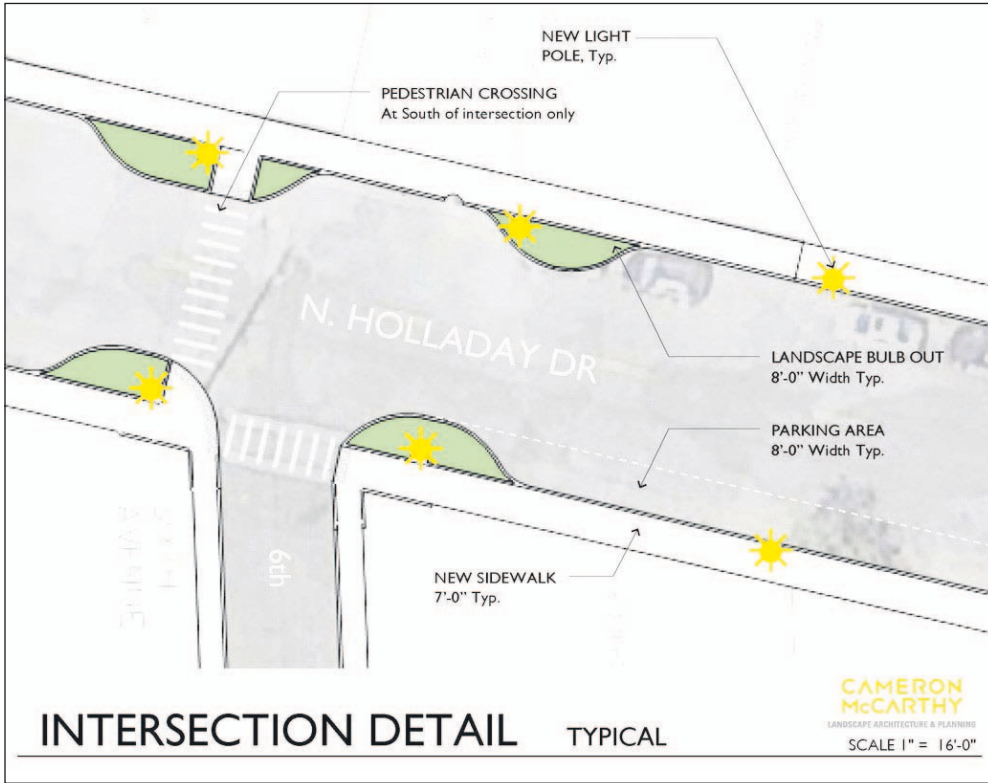 NEW LIGHT
POLE, Typ.
PEDESTRIAN CROSSING
At South of intersection only
N. HOLLADAY DR
LANDSCAPE BULB OUT
8'-0" Width Typ.
PARKING AREA
8'-0" Width Typ.
6th
NEW SIDEWALK
7'-0" Typ.
INTERSECTION DETAIL TYPICAL
CAMERON
McCARTHY
LANDSCAPE ARCHITECTURE & PLANNING
SCALE 1" = 16'-0"